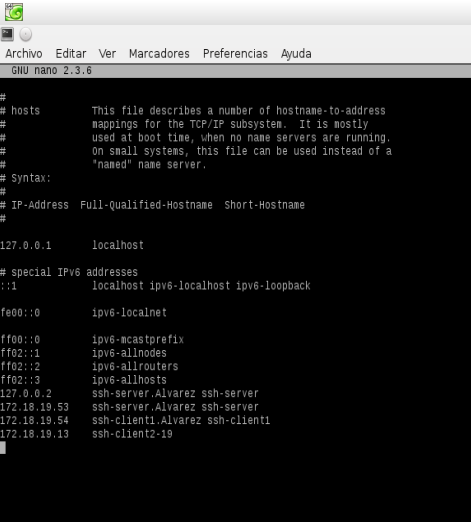 Archivo Editar Ver Marcadores Preferencias Ayuda
GNU nano 2.3.6
#
# hosts         This file describes a number of hostname-to-address
#               mappings for the TCP/IP subsystem.  It is mostly
#               used at boot time, when no name servers are running.
#               On small systems, this file can be used instead of a
#               "named" name server.
# Syntax:
#
# IP-Address  Full-Qualified-Hostname  Short-Hostname
#
127.0.0.1       localhost
# special IPv6 addresses
::1             localhost ipv6-localhost ipv6-loopback
fe00::0         ipv6-localnet
ff00::0         ipv6-mcastprefix
ff02::1         ipv6-allnodes
ff02::2         ipv6-allrouters
ff02::3         ipv6-allhosts
127.0.0.2       ssh-server.Alvarez ssh-server
172.18.19.53    ssh-server.Alvarez ssh-server
172.18.19.54    ssh-client1.Alvarez ssh-client1
172.18.19.13    ssh-client2-19